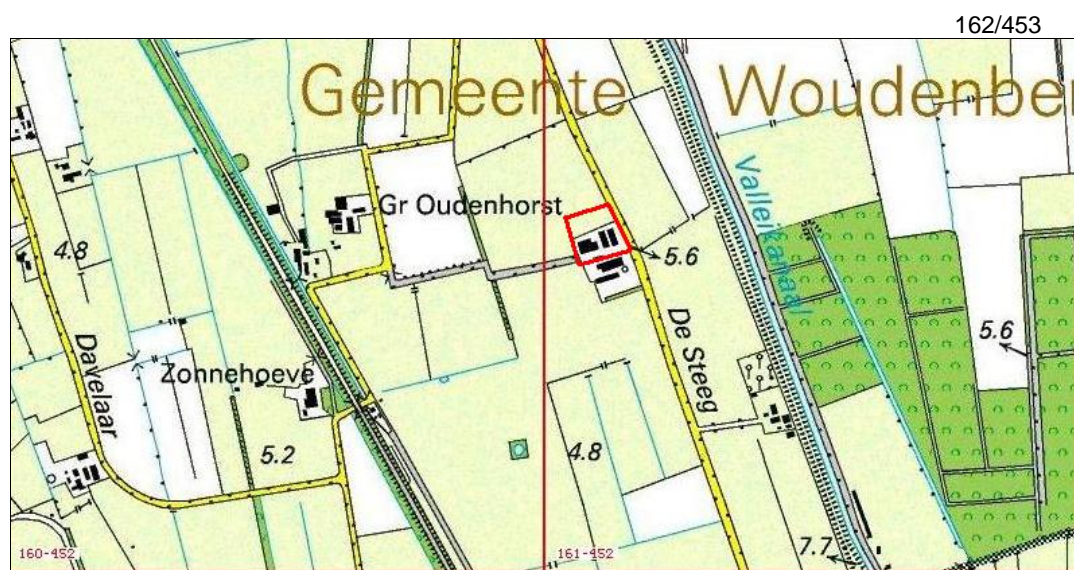 162/453
Gemeente Woudenber
Valleikanaal
Gr Oudenhorst
4.8
5.6
De Steeg
5.6
Davelaar
Zonnehoeve
5.2
4.8
7.7
160-452
161-452